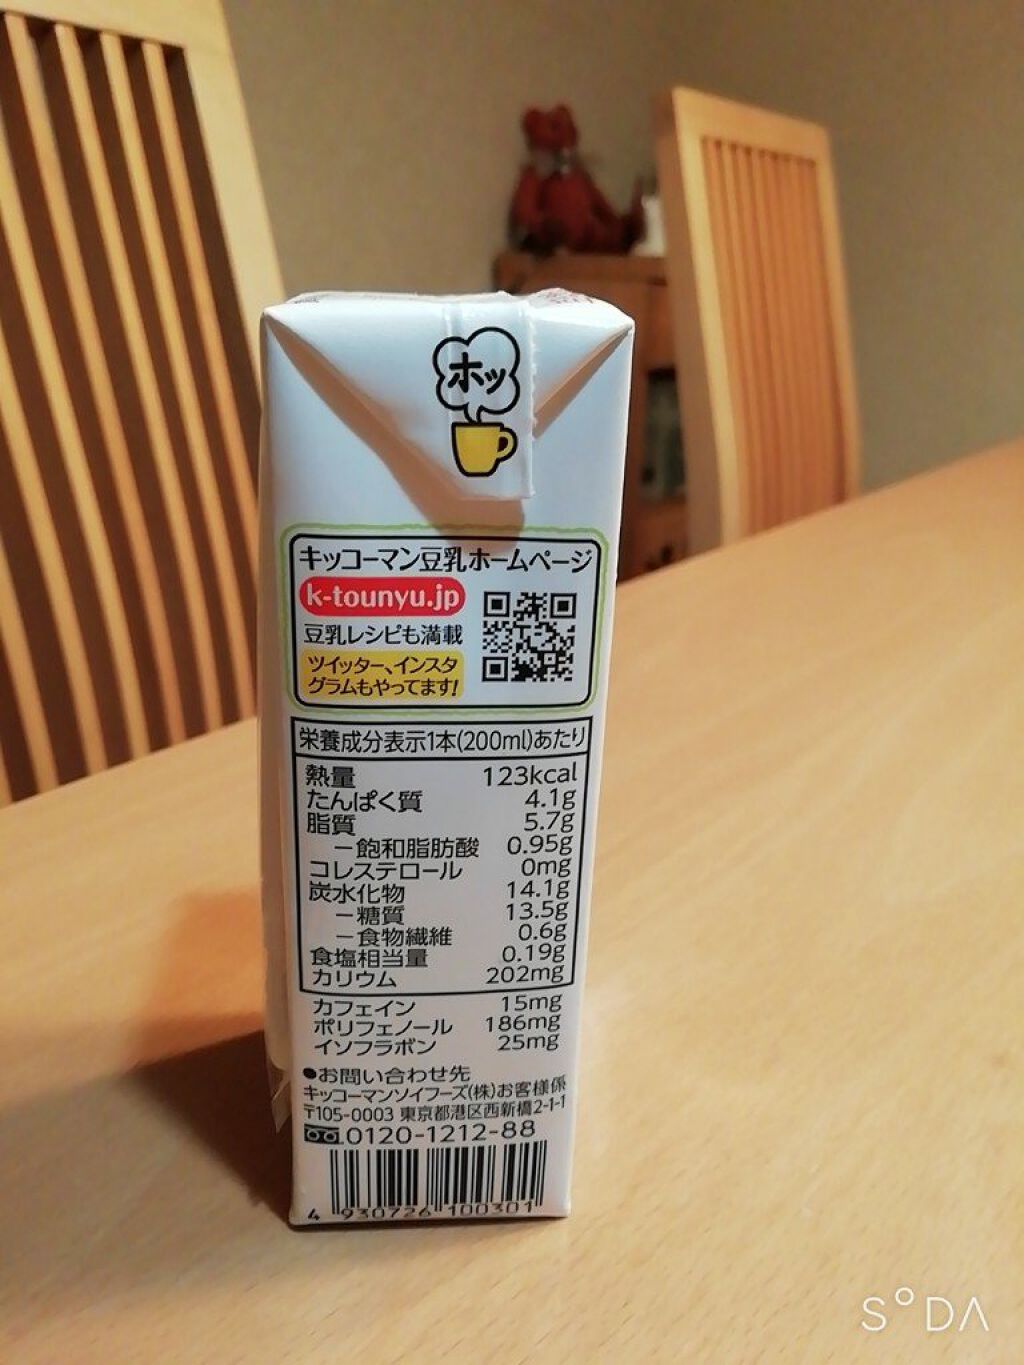 ホッ
キッコーマン豆乳ホームページ
k-tounyu.jp
豆乳レシピも満載
ツイッター、インスタ
グラムもやってます!
栄養成分表示1本(200ml)あたり
熱量 123kcal
たんぱく質 4.1g
脂質 5.7g
－飽和脂肪酸 0.95g
コレステロール 0mg
炭水化物 14.1g
－糖質 13.5g
－食物繊維 0.6g
食塩相当量 0.19g
カリウム 202mg
カフェイン 15mg
ポリフェノール 186mg
イソフラボン 25mg
●お問い合わせ先
キッコーマンソイフーズ(株)お客様係
〒105-0003 東京都港区西新橋2-1-1
0120-1212-88
4 930726 100301
S°DA